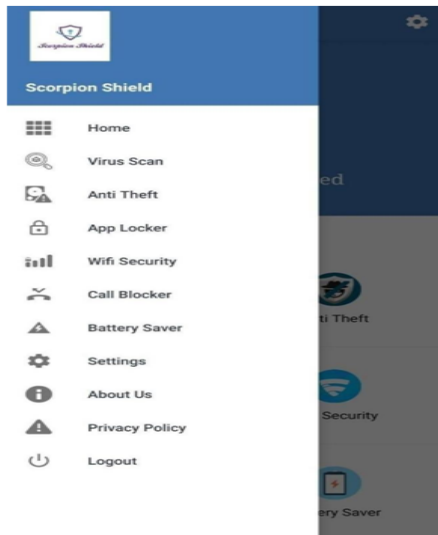 Scorpion Shield
Scorpion Shield
Home
Virus Scan
Anti Theft
App Locker
Wifi Security
Call Blocker
Battery Saver
Settings
About Us
Privacy Policy
Logout
ed
ti Theft
Security
ery Saver